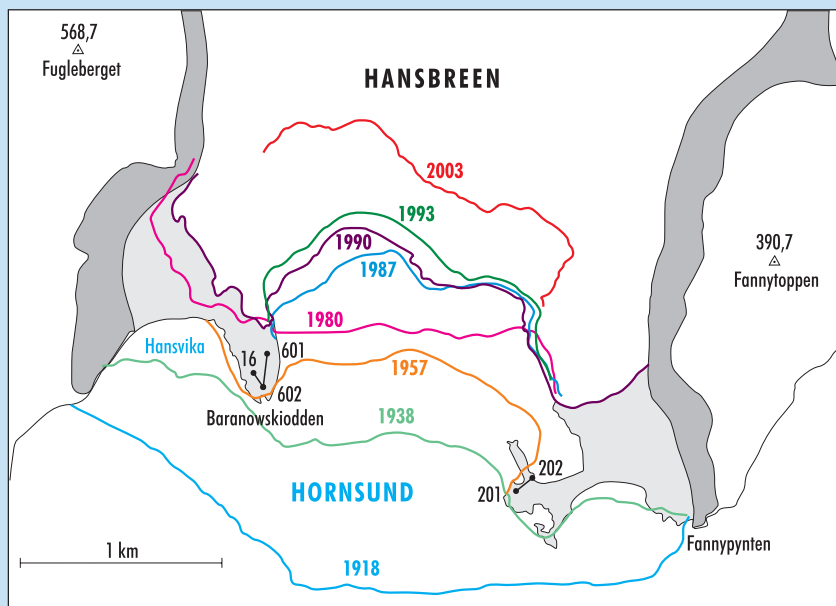 568,7
Fugleberget
HANSBREEN
2003
1993
1990
1987
390,7
Fannytoppen
1980
Hansvika
16
601
1957
602
Baranowskiodden
1938
202
201
HORNSUND
Fannypynten
1 km
1918